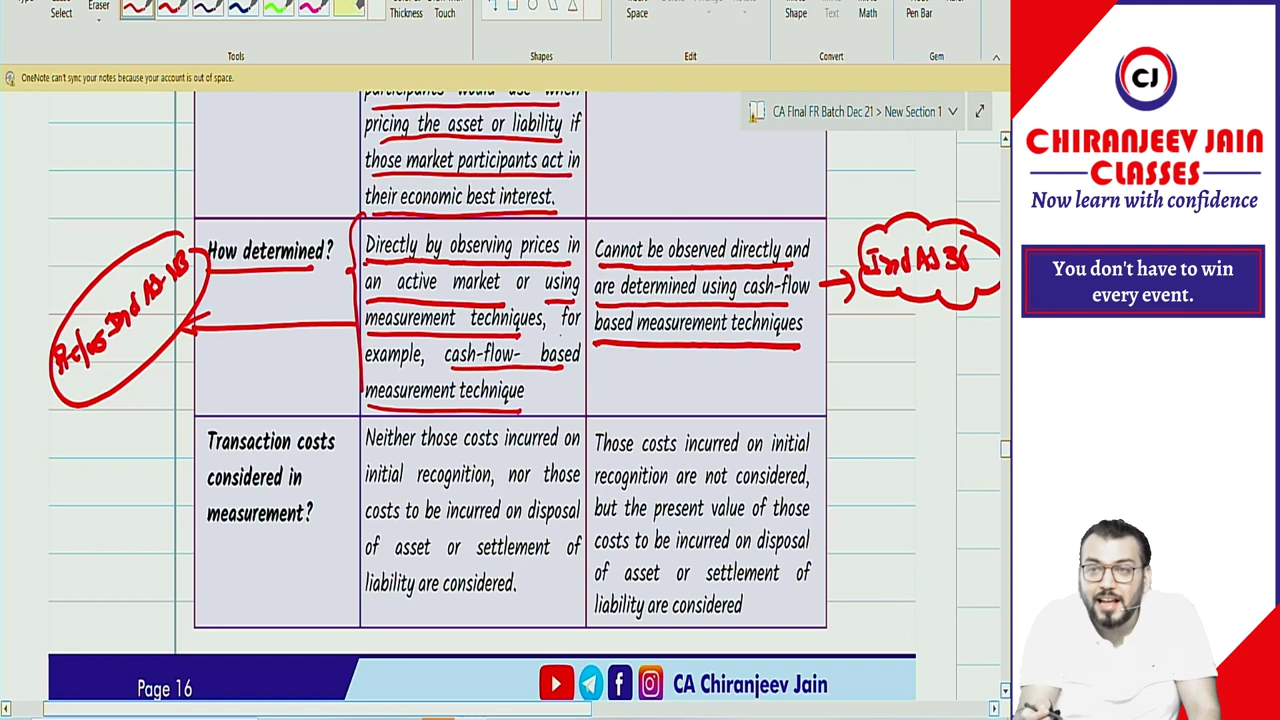 Eraser
Select
Thickness
Touch
Space
Shape
Text
Math
Pen Bar
Tools
Shapes
Edit
Convert
Gem
OneNote can't sync your notes because your account is out of space.
CA FInal FR Batch Dec 21 > New Section 1
participants would use when
pricing the asset or liability if
those market participants act in
their economic best interest.
How determined?
Directly by observing prices in
an active market or using
measurement techniques, for
example, cash-flow- based
measurement technique
Cannot be observed directly and
are determined using cash-flow
based measurement techniques
Ind AS 36
Ind AS-113
Transaction costs
considered in
measurement?
Neither those costs incurred on
initial recognition, nor those
costs to be incurred on disposal
of asset or settlement of
liability are considered.
Those costs incurred on initial
recognition are not considered,
but the present value of those
costs to be incurred on disposal
of asset or settlement of
liability are considered
Page 16
CA Chiranjeev Jain
CJ
CHIRANJEEV JAIN
CLASSES
Now learn with confidence
You don't have to win
every event.